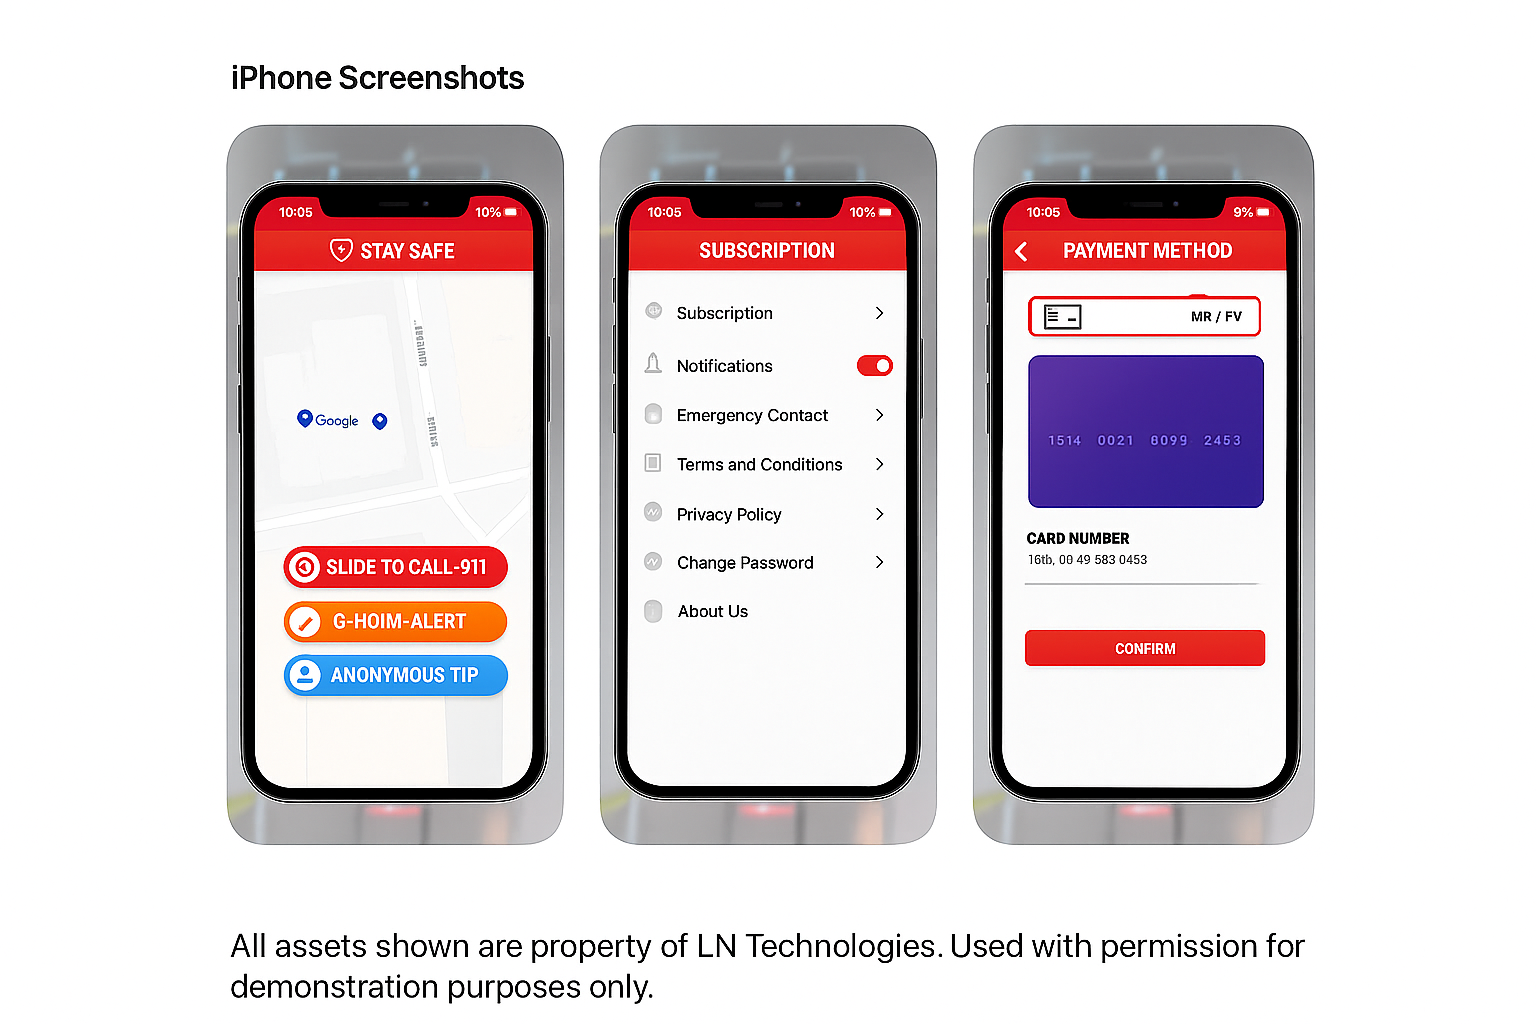 iPhone Screenshots
10:05
10%
STAY SAFE
Google
SLIDE TO CALL-911
G-HOIM-ALERT
ANONYMOUS TIP
10:05
10%
SUBSCRIPTION
Subscription
Notifications
Emergency Contact
Terms and Conditions
Privacy Policy
Change Password
About Us
10:05
9%
PAYMENT METHOD
MR / FV
1514 0021 8099 2453
CARD NUMBER
16tb, 00 49 583 0453
CONFIRM
All assets shown are property of LN Technologies. Used with permission for
demonstration purposes only.